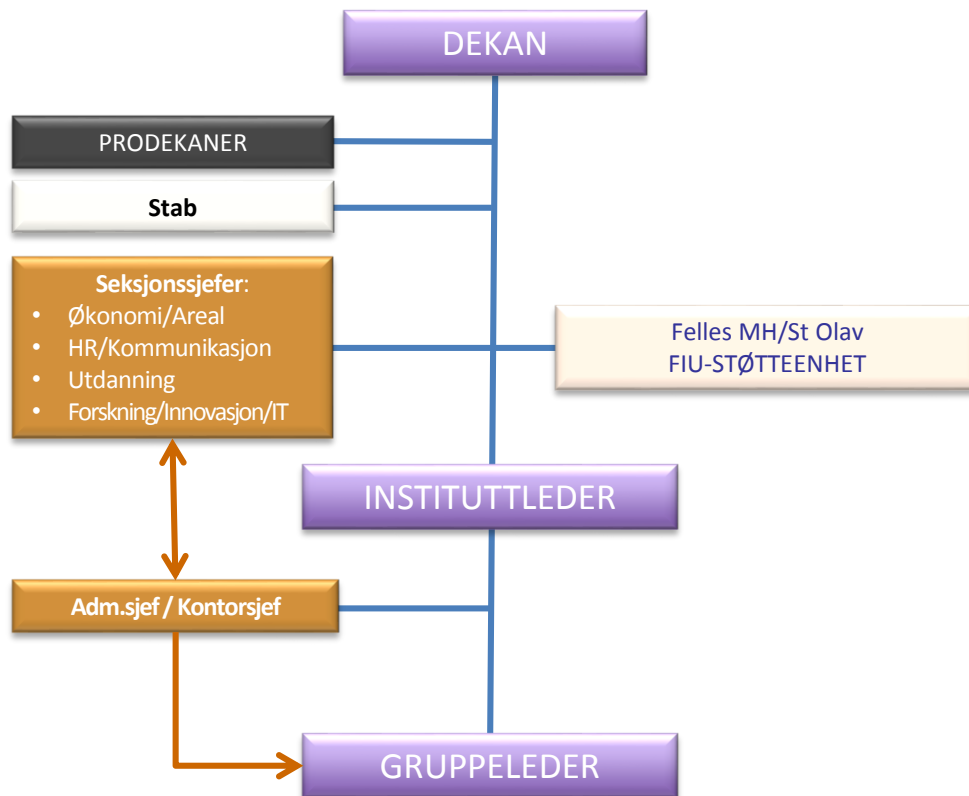 DEKAN
PRODEKANER
Stab
Seksjonssjefer:
• Økonomi/Areal
• HR/Kommunikasjon
• Utdanning
• Forskning/Innovasjon/IT
Felles MH/St Olav
FIU-STØTTEENHET
INSTITUTTLEDER
Adm.sjef / Kontorsjef
GRUPPELEDER